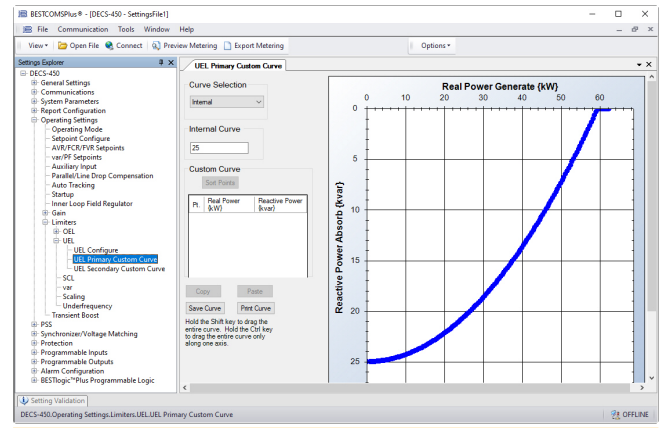 BESTCOMSPlus® - [DECS-450 - SettingsFile1]
File Communication Tools Window Help
View Open File Connect Preview Metering Export Metering Options
Settings Explorer
DECS-450
General Settings
Communications
System Parameters
Report Configuration
Operating Settings
Operating Mode
Setpoint Configure
AVR/FCR/FVR Setpoints
var/PF Setpoints
Auxiliary Input
Parallel/Line Drop Compensation
Auto Tracking
Startup
Inner Loop Field Regulator
Gain
Limiters
OEL
UEL
UEL Configure
UEL Primary Custom Curve
UEL Secondary Custom Curve
SCL
var
Scaling
Underfrequency
Transient Boost
PSS
Synchronizer/Voltage Matching
Protection
Programmable Inputs
Programmable Outputs
Alarm Configuration
BESTlogic™Plus Programmable Logic
UEL Primary Custom Curve
Curve Selection
Internal
Internal Curve
25
Custom Curve
Sort Points
Pt. Real Power (kW) Reactive Power (kvar)
Copy Paste
Save Curve Print Curve
Hold the Shift key to drag the
entire curve. Hold the Ctrl key
to drag the entire curve only
along one axis.
Real Power Generate {kW}
0 10 20 30 40 50 60
Reactive Power Absorb {kvar}
0
5
10
15
20
25
Setting Validation
DECS-450.Operating Settings.Limiters.UEL.UEL Primary Custom Curve OFFLINE